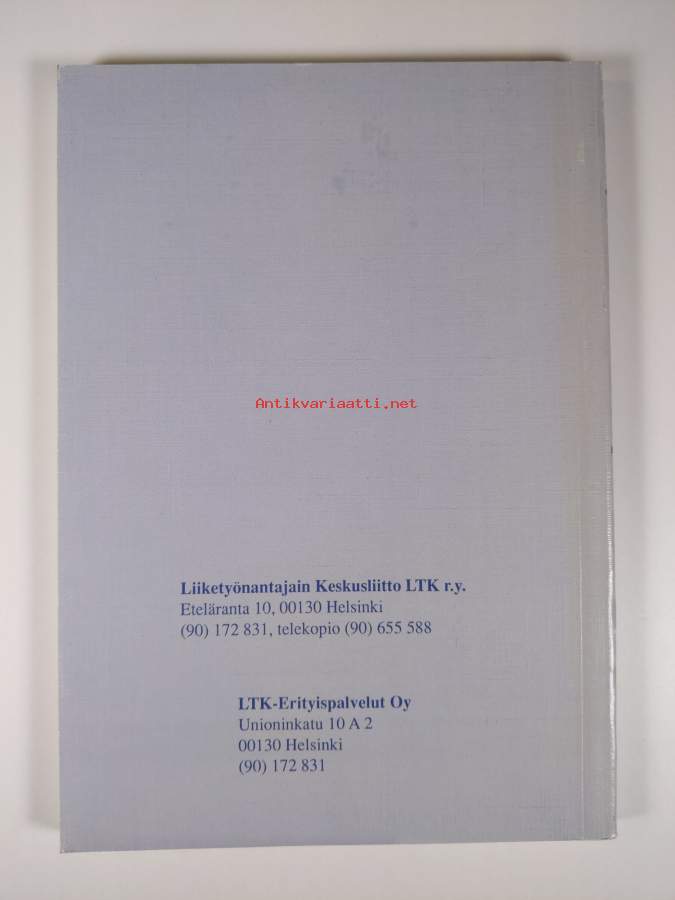 Antikvariaatti.net
Liiketyönantajain Keskusliitto LTK r.y.
Eteläranta 10, 00130 Helsinki
(90) 172 831, telekopio (90) 655 588
LTK-Erityispalvelut Oy
Unioninkatu 10 A 2
00130 Helsinki
(90) 172 831